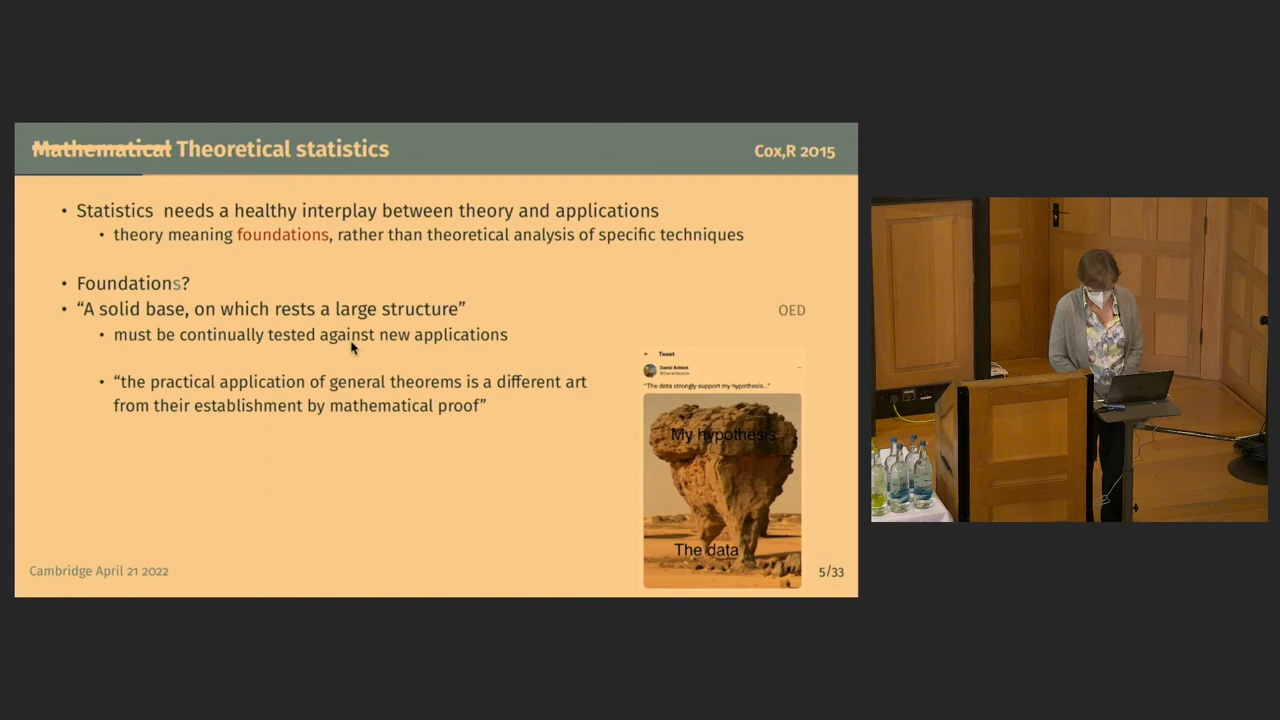 Mathematical Theoretical statistics
Cox,R 2015
• Statistics needs a healthy interplay between theory and applications
• theory meaning foundations, rather than theoretical analysis of specific techniques
• Foundations?
• “A solid base, on which rests a large structure”
OED
• must be continually tested against new applications
• “the practical application of general theorems is a different art
from their establishment by mathematical proof”
Tweet
"The data strongly support my hypothesis..."
My hypothesis
The data
Cambridge April 21 2022
5/33